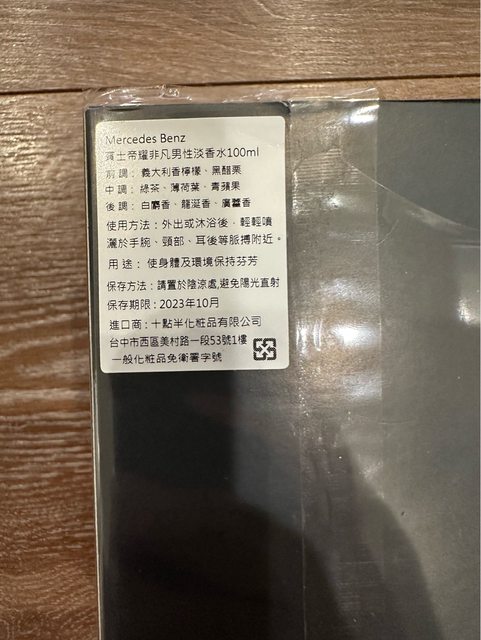 Mercedes Benz
賓士帝耀非凡男性淡香水100ml
前 調： 義大利香檸檬、黑醋栗
中 調： 綠茶、薄荷葉、青蘋果
後 調： 白麝香、龍涎香、廣藿香
使用方法：外出或沐浴後，輕輕噴
灑於手腕、頸部、耳後等脈搏附近。
用 途： 使身體及環境保持芬芳
保存方法：請置於陰涼處,避免陽光直射
保存期限：2023年10月
進口商：十點半化粧品有限公司
台中市西區美村路一段53號1樓
一般化粧品免衛署字號